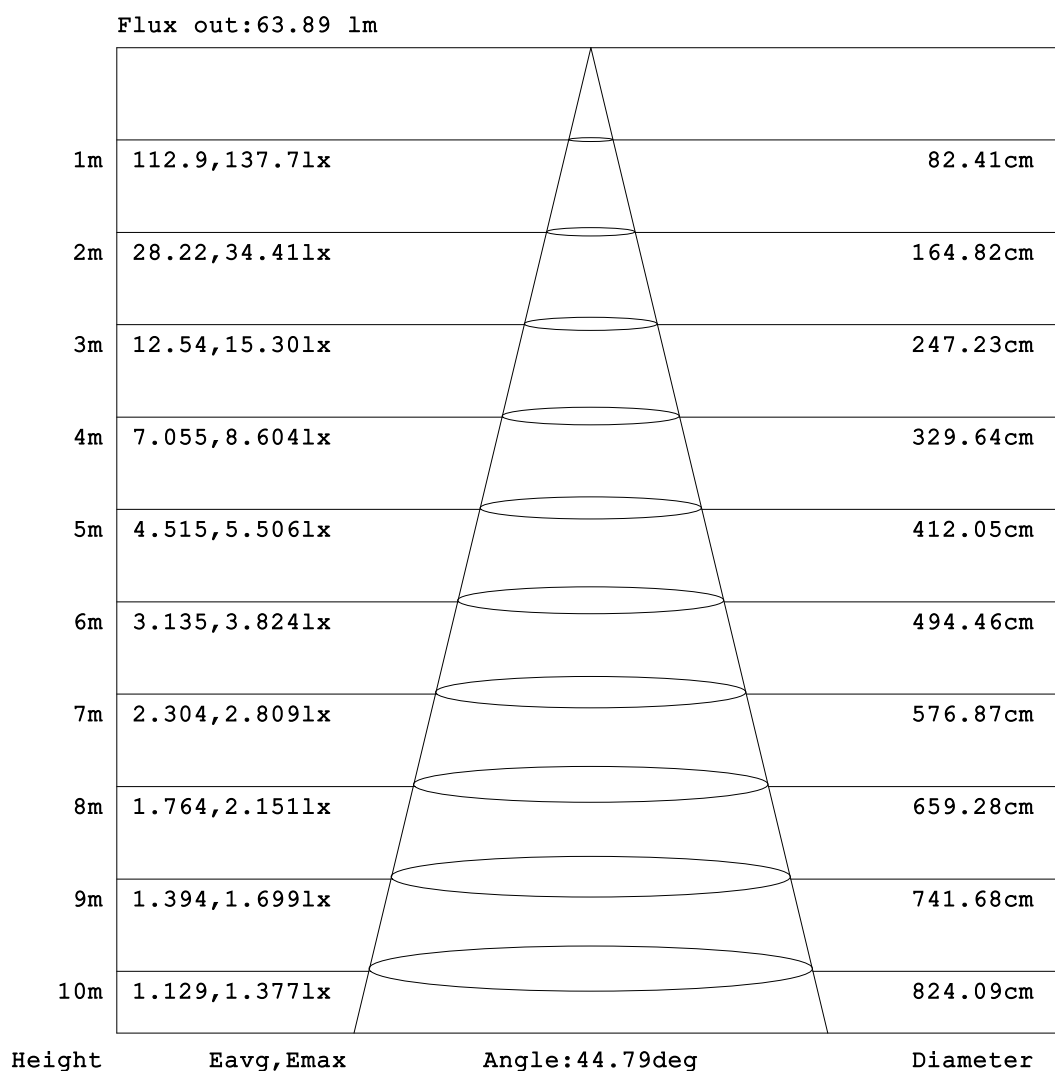 Flux out:63.89 lm
1m 112.9,137.7lx 82.41cm
2m 28.22,34.41lx 164.82cm
3m 12.54,15.30lx 247.23cm
4m 7.055,8.604lx 329.64cm
5m 4.515,5.506lx 412.05cm
6m 3.135,3.824lx 494.46cm
7m 2.304,2.809lx 576.87cm
8m 1.764,2.151lx 659.28cm
9m 1.394,1.699lx 741.68cm
10m 1.129,1.377lx 824.09cm
Height Eavg,Emax Angle:44.79deg Diameter